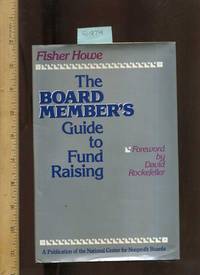 Fisher Howe
The
BOARD
MEMBER'S
Guide
to
Fund
Raising
Foreword
by
David
Rockefeller
A Publication of the National Center for Nonprofit Boards